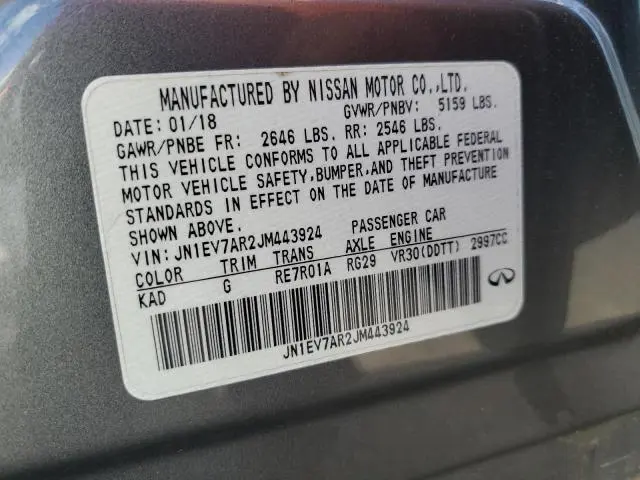 MANUFACTURED BY NISSAN MOTOR CO.,LTD.
DATE: 01/18 GVWR/PNBV: 5159 LBS.
GAWR/PNBE FR: 2646 LBS. RR: 2546 LBS.
THIS VEHICLE CONFORMS TO ALL APPLICABLE FEDERAL
MOTOR VEHICLE SAFETY, BUMPER, AND THEFT PREVENTION
STANDARDS IN EFFECT ON THE DATE OF MANUFACTURE
SHOWN ABOVE.
VIN: JN1EV7AR2JM443924 PASSENGER CAR
COLOR TRIM TRANS AXLE ENGINE
KAD G RE7R01A RG29 VR30(DDTT) 2997CC
JN1EV7AR2JM443924